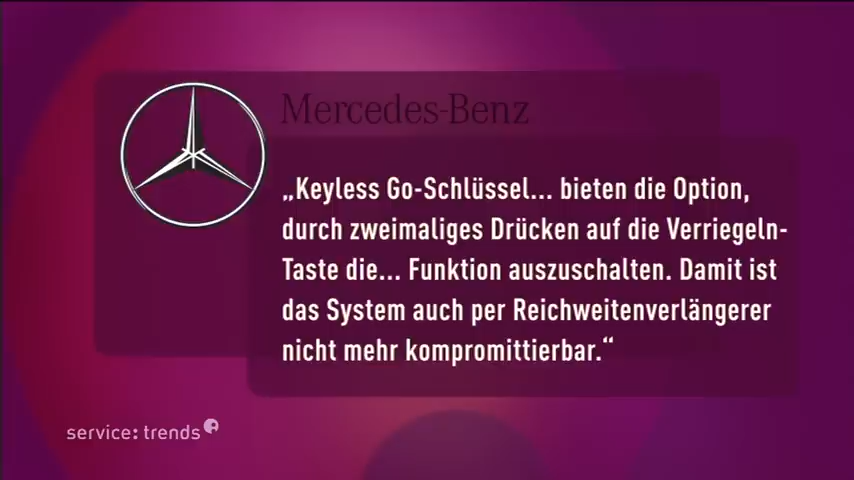 Mercedes-Benz
„Keyless Go-Schlüssel... bieten die Option,
durch zweimaliges Drücken auf die Verriegeln-
Taste die... Funktion auszuschalten. Damit ist
das System auch per Reichweitenverlängerer
nicht mehr kompromittierbar.“
service: trends